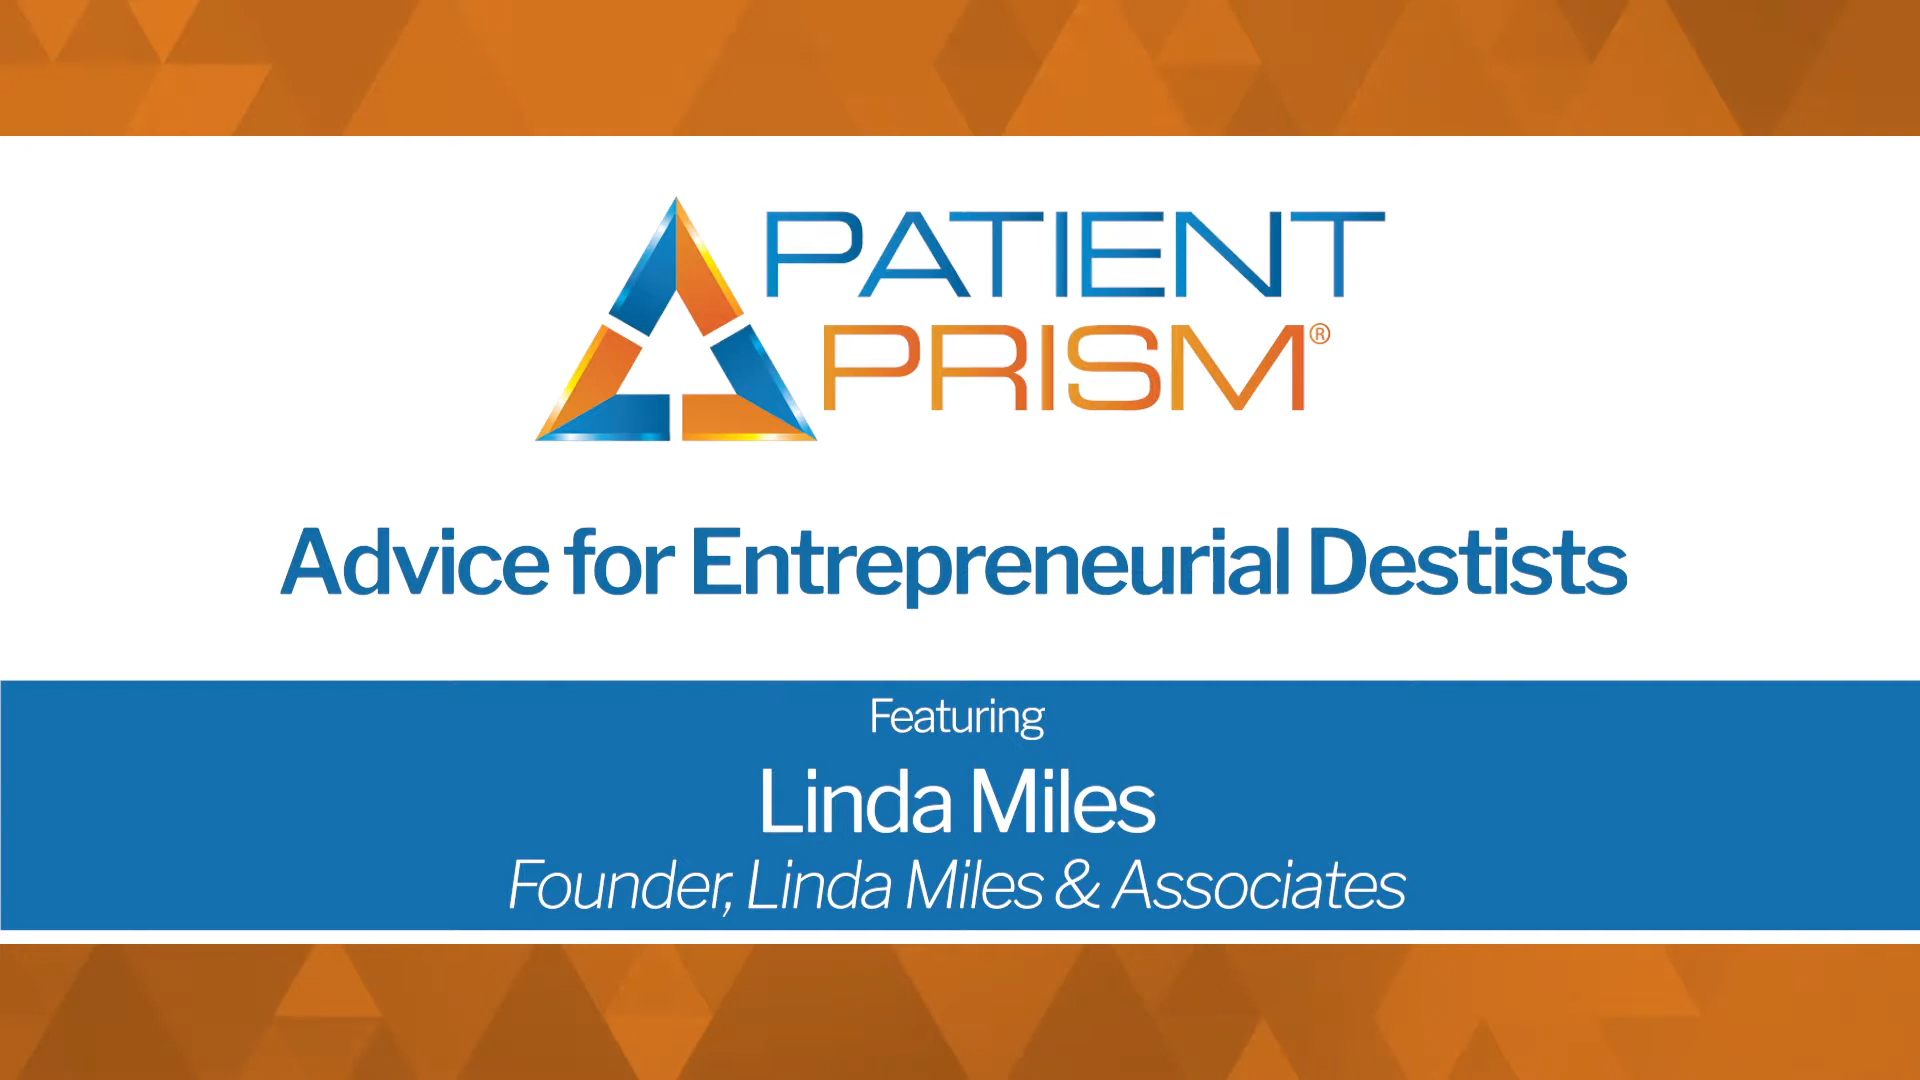 PATIENT
PRISM®
Advice for Entrepreneurial Destists
Featuring
Linda Miles
Founder, Linda Miles & Associates